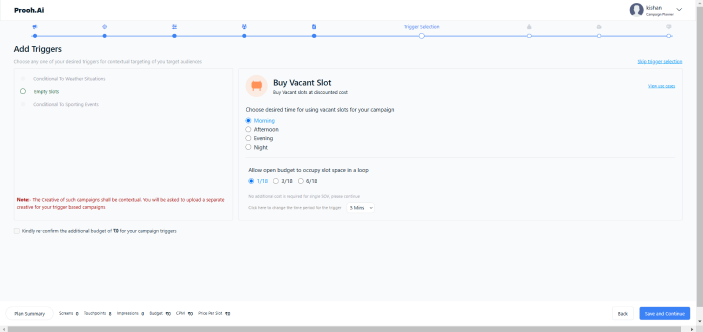 Prooh.Ai
kishan
Campaign Planner
Trigger Selection
Add Triggers
Choose any one of your desired triggers for contextual targeting of you target audiences
Skip trigger selection
Conditional To Weather Situations
Empty Slots
Conditional To Sporting Events
Note: The Creative of such campaigns shall be contextual. You will be asked to upload a separate
creative for your trigger based campaigns.
Buy Vacant Slot
Buy Vacant slots at discounted cost
View use cases
Choose desired time for using vacant slots for your campaign
Morning
Afternoon
Evening
Night
Allow open budget to occupy slot space in a loop
1/18 3/18 6/18
No additional cost is required for single SOV, please continue
Click here to change the time period for the trigger 5 Mins
Kindly re-confirm the additional budget of ₹0 for your campaign triggers
Plan Summary Screens 0 Touchpoints 0 Impressions 0 Budget ₹0 CPM ₹0 Price Per Slot ₹0 Back Save and Continue